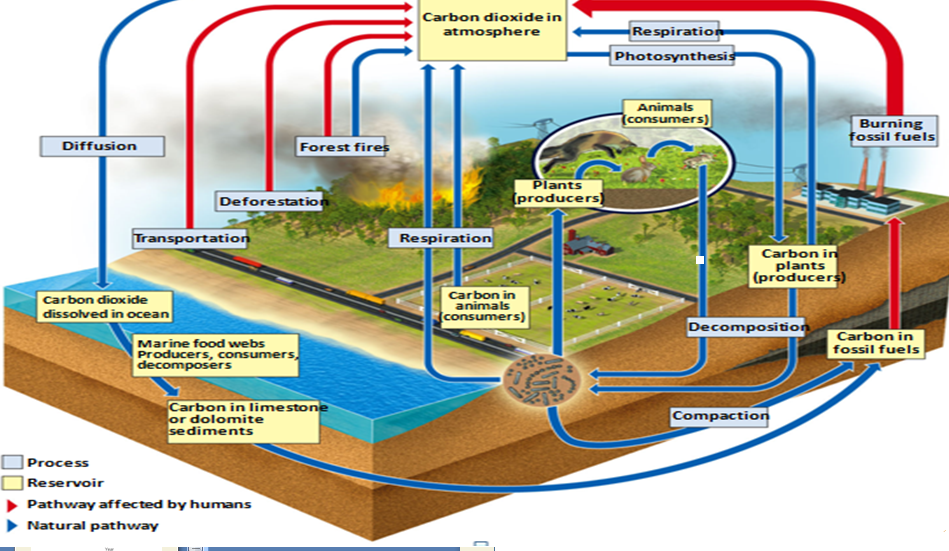 Carbon dioxide in
atmosphere
Respiration
Photosynthesis
Animals
(consumers)
Burning
fossil fuels
Diffusion
Forest fires
Plants
(producers)
Deforestation
Transportation
Respiration
Carbon in
plants
(producers)
Carbon dioxide
dissolved in ocean
Carbon in
animals
(consumers)
Decomposition
Marine food webs
Producers, consumers,
decomposers
Carbon in
fossil fuels
Carbon in limestone
or dolomite
sediments
Compaction
Process
Reservoir
Pathway affected by humans
Natural pathway